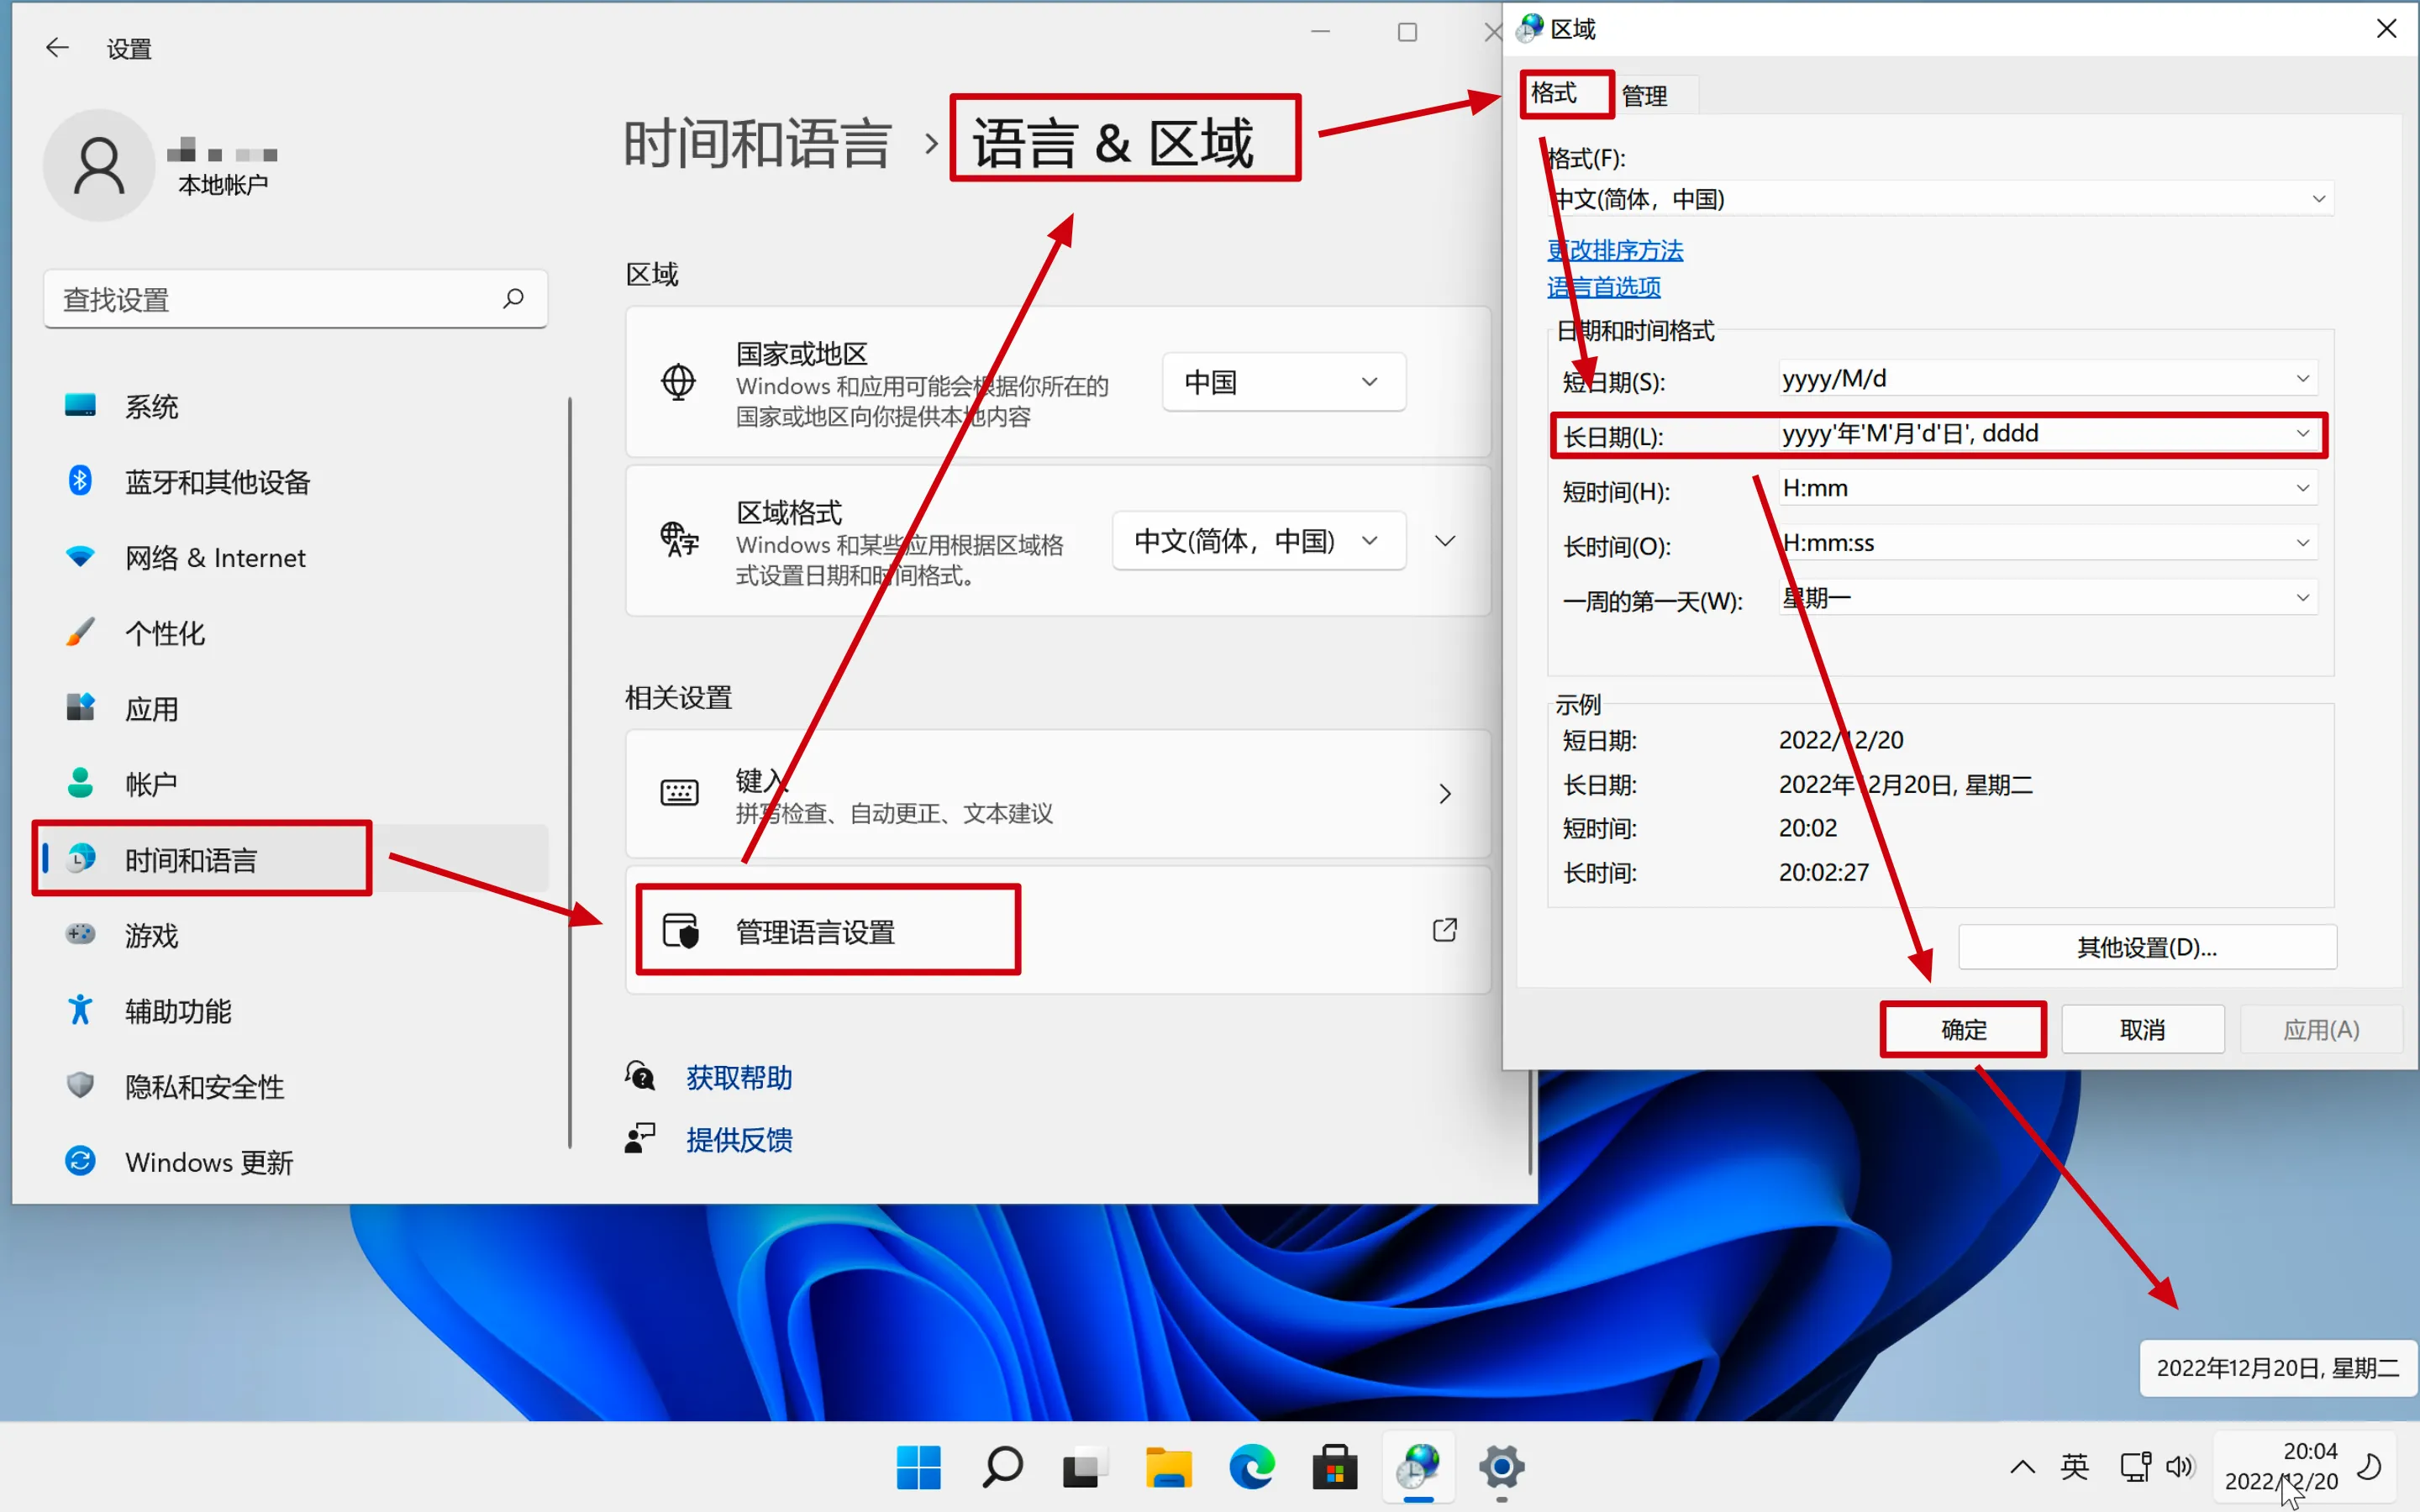 设置
本地帐户
查找设置
系统
蓝牙和其他设备
网络 & Internet
个性化
应用
帐户
时间和语言
游戏
辅助功能
隐私和安全性
Windows 更新
时间和语言 › 语言 & 区域
区域
国家或地区
Windows 和应用可能会根据你所在的
国家或地区向你提供本地内容
中国
区域格式
Windows 和某些应用根据区域格
式设置日期和时间格式。
中文(简体，中国)
相关设置
键入
拼写检查、自动更正、文本建议
管理语言设置
获取帮助
提供反馈
区域
格式 管理
格式(F):
中文(简体，中国)
更改排序方法
语言首选项
日期和时间格式
短日期(S): yyyy/M/d
长日期(L): yyyy'年'M'月'd'日', dddd
短时间(H): H:mm
长时间(O): H:mm:ss
一周的第一天(W): 星期一
示例
短日期: 2022/12/20
长日期: 2022年12月20日, 星期二
短时间: 20:02
长时间: 20:02:27
其他设置(D)...
确定 取消 应用(A)
2022年12月20日, 星期二
英
20:04
2022/12/20